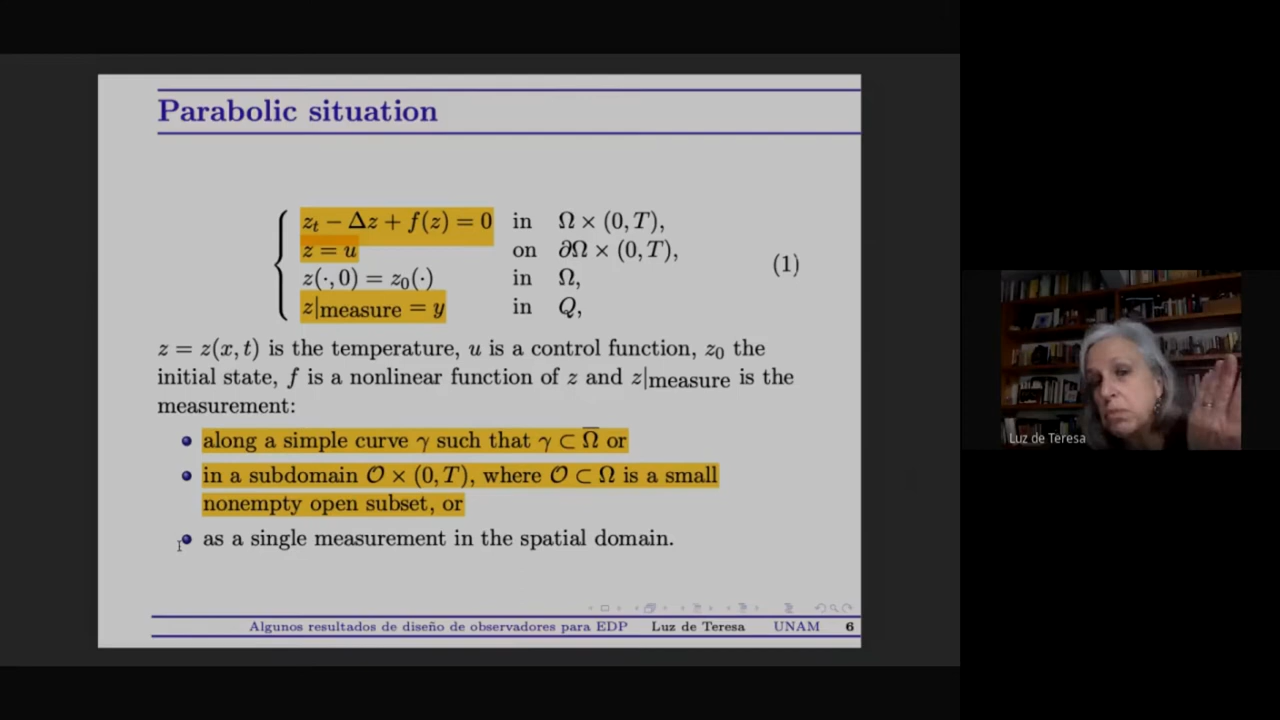 Parabolic situation
z_t − Δz + f(z) = 0 in Ω × (0, T),
z = u on ∂Ω × (0, T),
z(·, 0) = z_0(·) in Ω,
z|measure = y in Q,
(1)
z = z(x, t) is the temperature, u is a control function, z_0 the
initial state, f is a nonlinear function of z and z|measure is the
measurement:
along a simple curve γ such that γ ⊂ Ω̅ or
in a subdomain 𝒪 × (0, T), where 𝒪 ⊂ Ω is a small
nonempty open subset, or
as a single measurement in the spatial domain.
Algunos resultados de diseño de observadores para EDP Luz de Teresa UNAM 6
Luz de Teresa